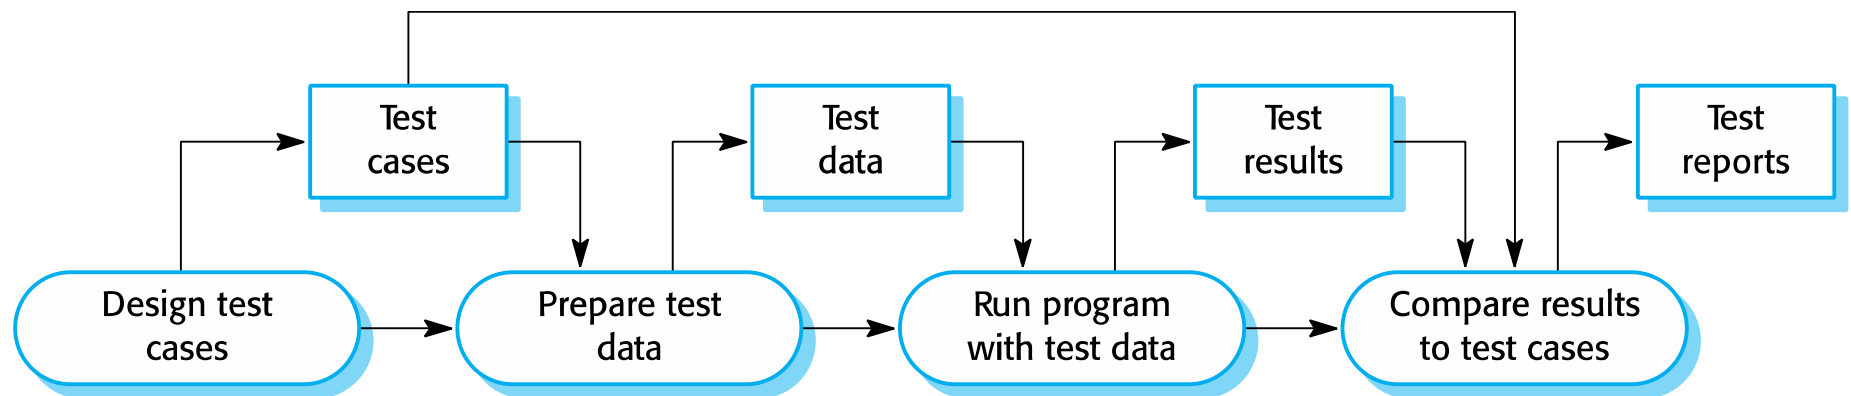 Test
cases
Test
data
Test
results
Test
reports
Design test
cases
Prepare test
data
Run program
with test data
Compare results
to test cases